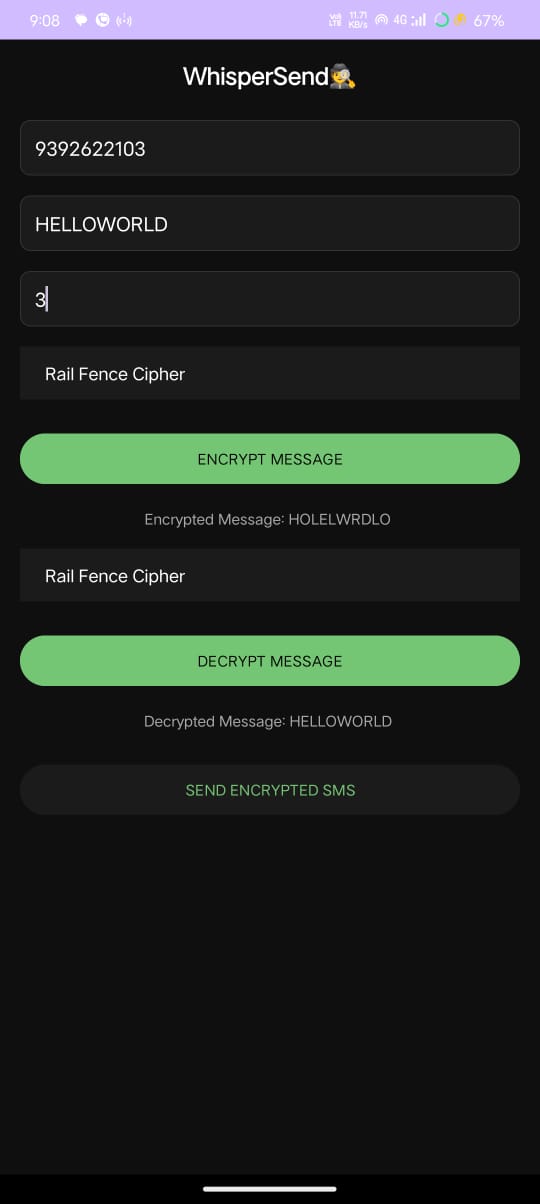 9:08 Vo) LTE 11.71 KB/s 4G 67%
WhisperSend
9392622103
HELLOWORLD
3
Rail Fence Cipher
ENCRYPT MESSAGE
Encrypted Message: HOLELWRDLO
Rail Fence Cipher
DECRYPT MESSAGE
Decrypted Message: HELLOWORLD
SEND ENCRYPTED SMS